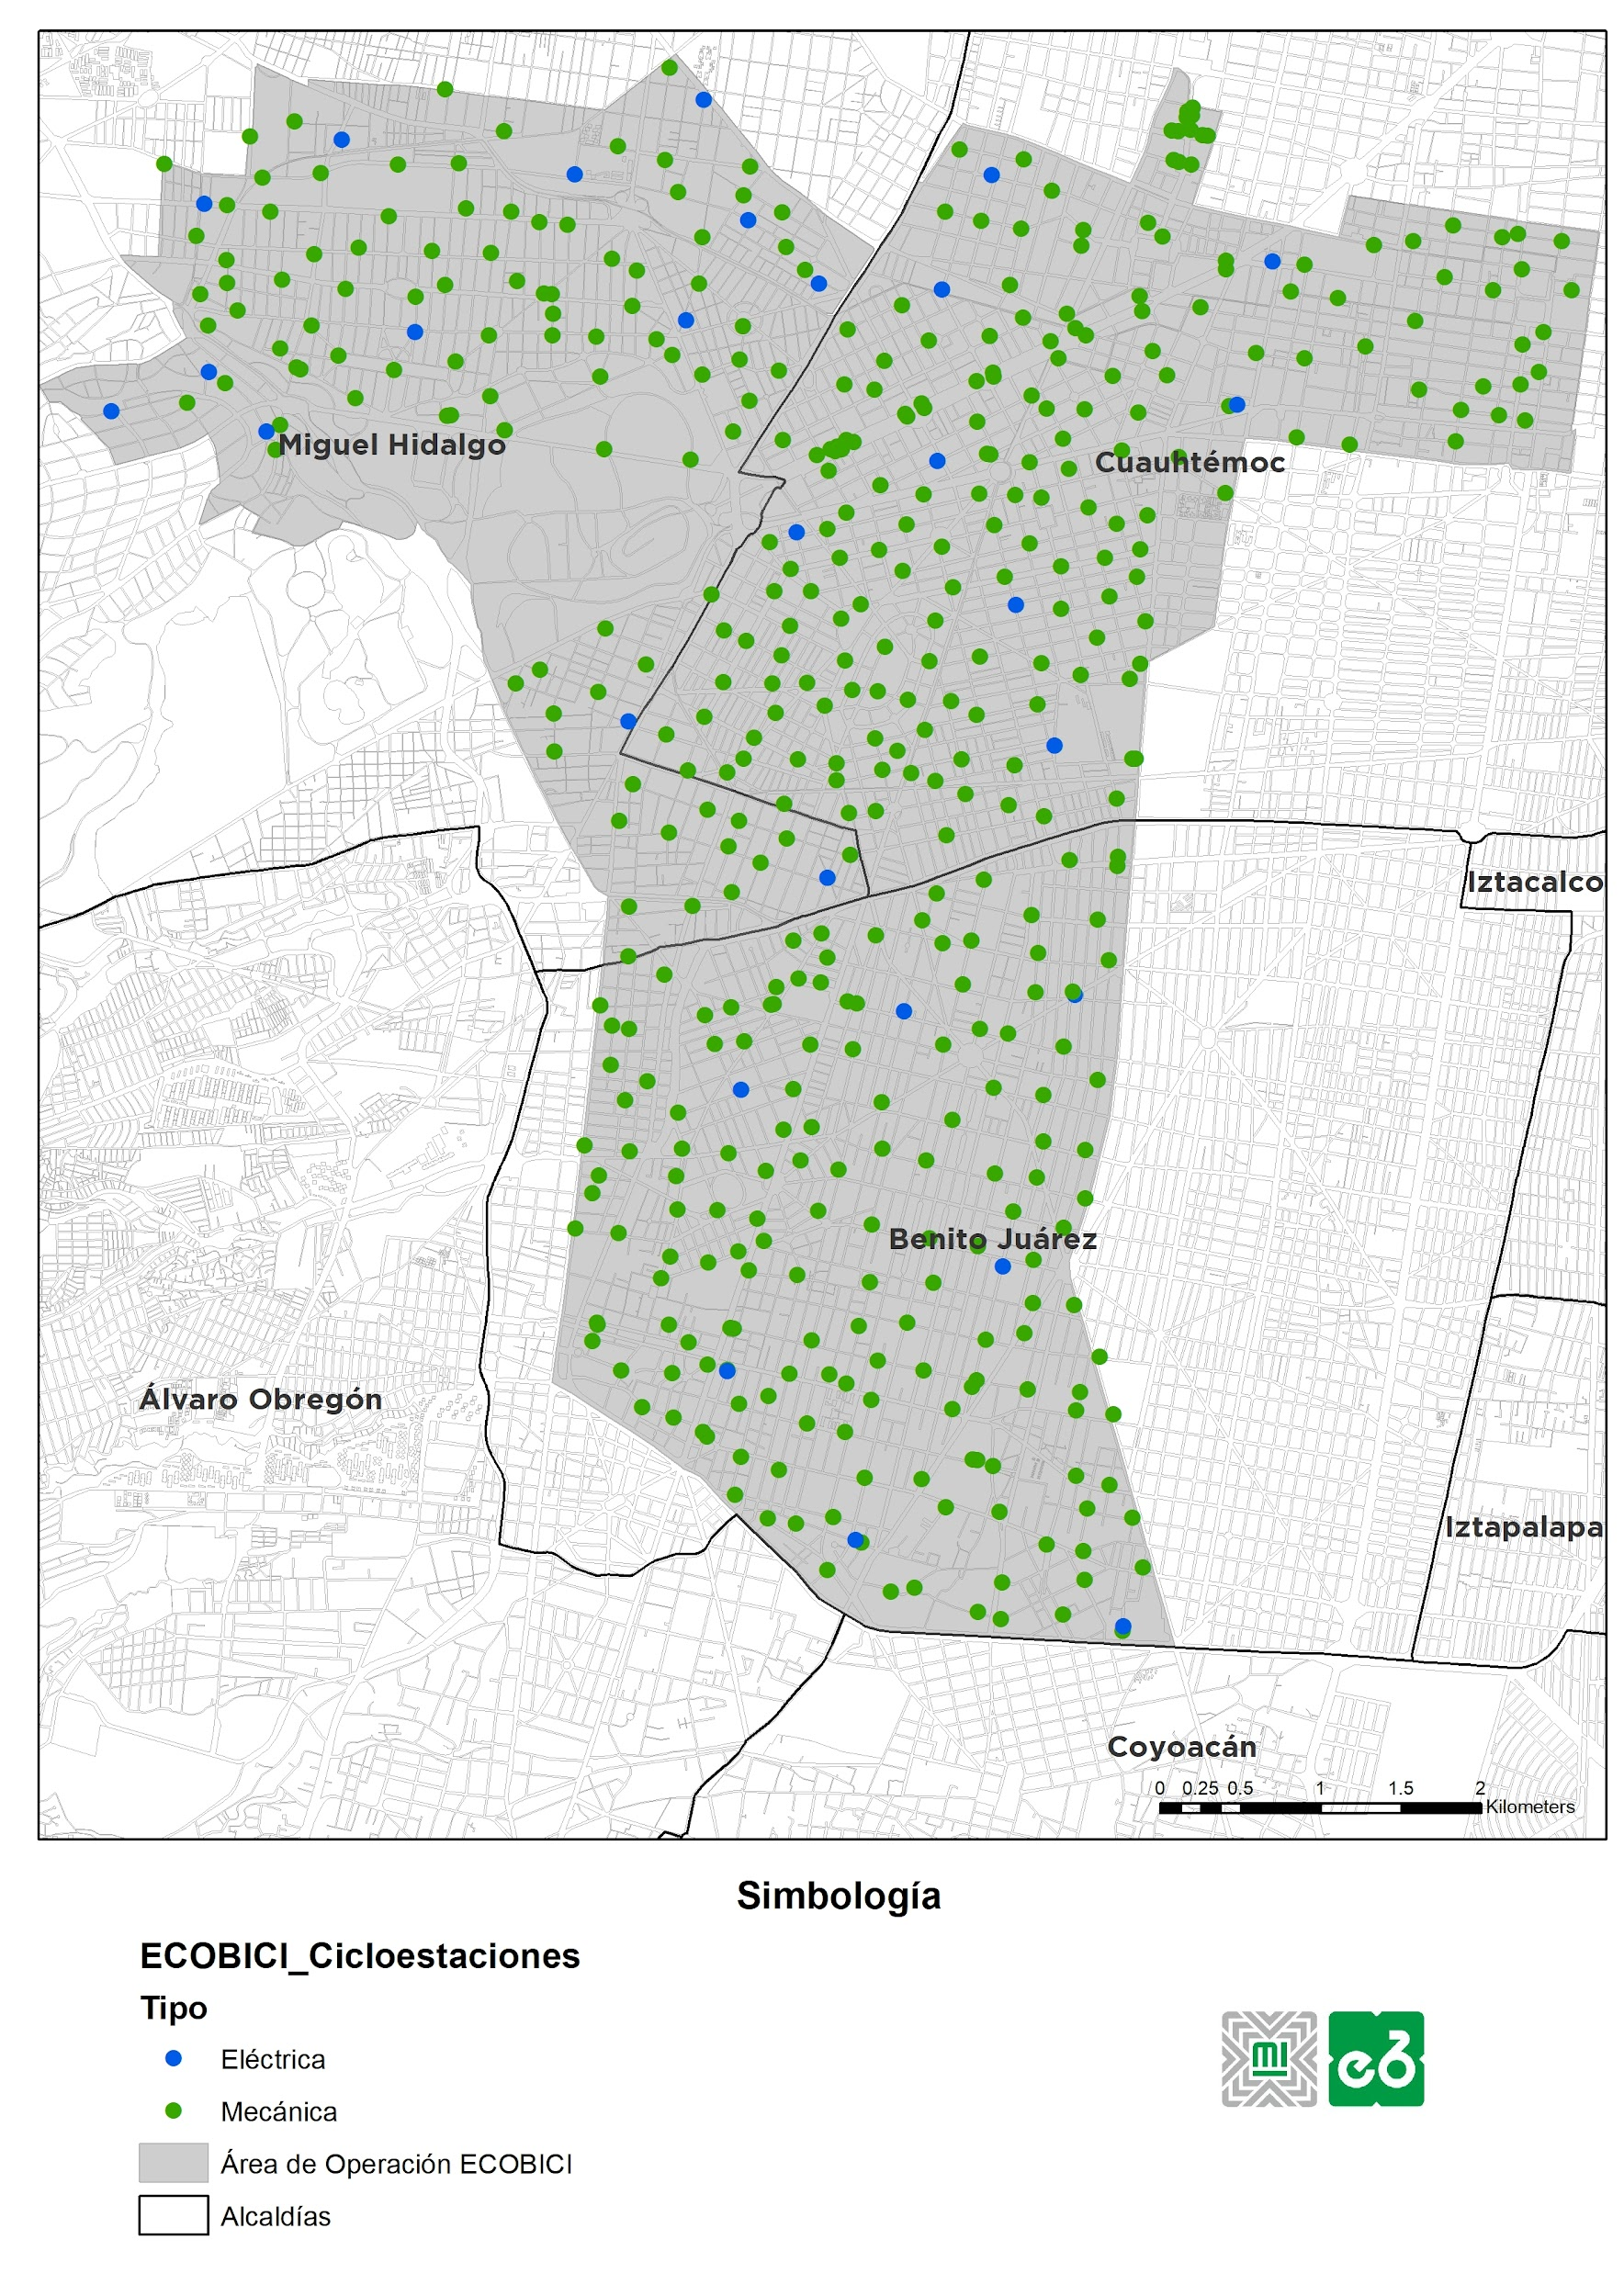 Miguel Hidalgo
Cuauhtémoc
Iztacalco
Benito Juárez
Álvaro Obregón
Iztapalapa
Coyoacán
0 0.25 0.5 1 1.5 2
Kilometers
Simbología
ECOBICI_Cicloestaciones
Tipo
Eléctrica
Mecánica
Área de Operación ECOBICI
Alcaldías